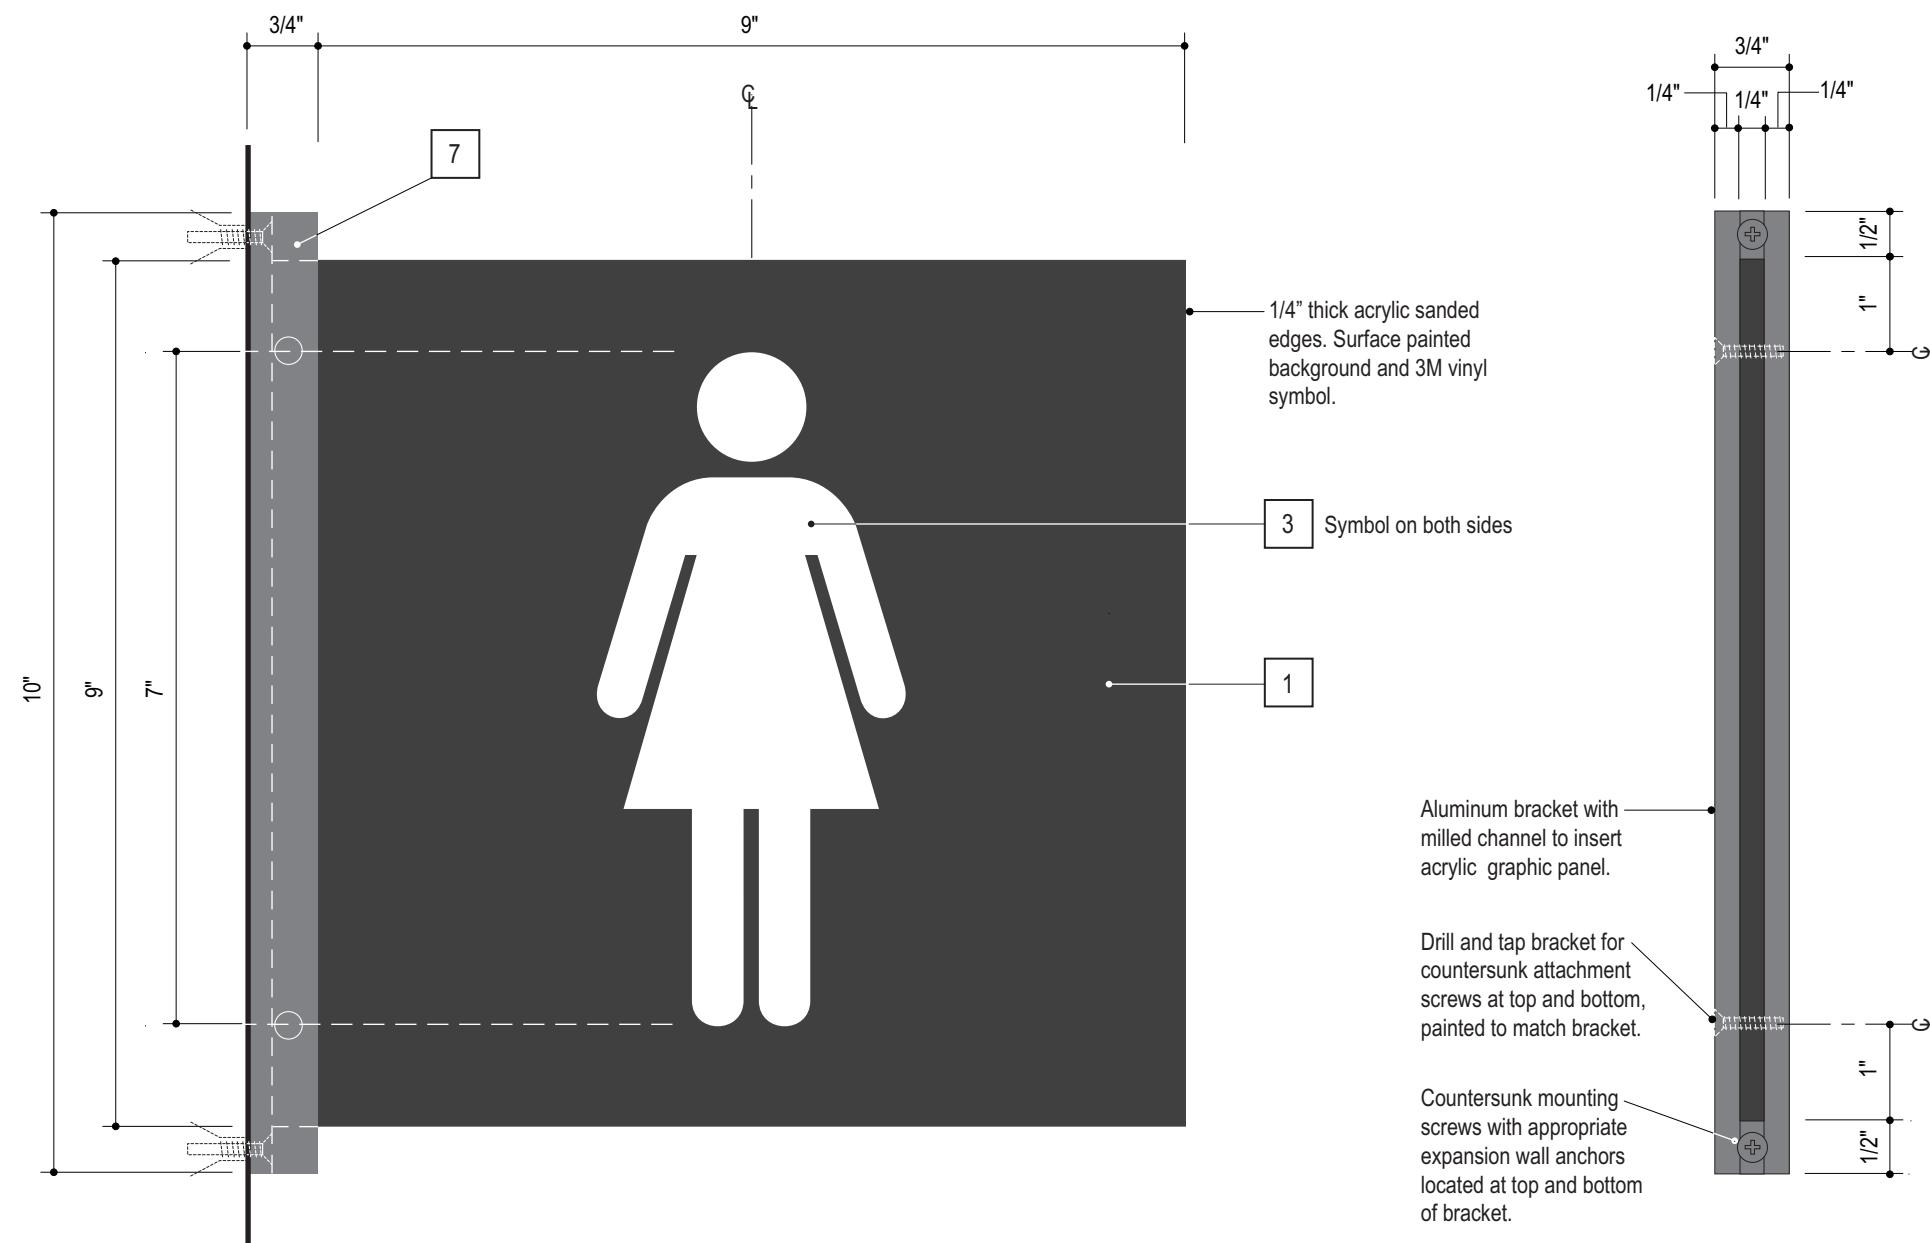 3/4"
9"
℄
7
10"
9"
7"
1/4” thick acrylic sanded
edges. Surface painted
background and 3M vinyl
symbol.
3
Symbol on both sides
1
3/4"
1/4"
1/4"
1/4"
1/2"
1"
℄
Aluminum bracket with
milled channel to insert
acrylic graphic panel.
Drill and tap bracket for
countersunk attachment
screws at top and bottom,
painted to match bracket.
℄
1"
Countersunk mounting
screws with appropriate
expansion wall anchors
located at top and bottom
of bracket.
1/2"